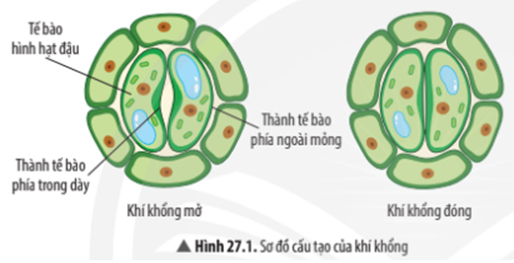 Tế bào
hình hạt đậu
Thành tế bào
phía ngoài mỏng
Thành tế bào
phía trong dày
Khí khổng mở
Khí khổng đóng
▲ Hình 27.1. Sơ đồ cấu tạo của khí khổng